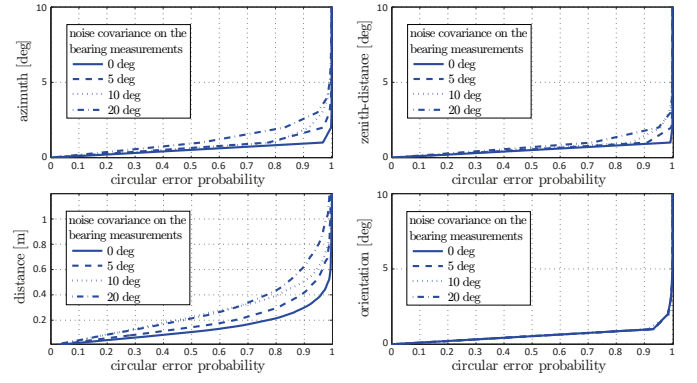 10
5
0
azimuth [deg]
noise covariance on the
bearing measurements
0 deg
5 deg
10 deg
20 deg
0 0.1 0.2 0.3 0.4 0.5 0.6 0.7 0.8 0.9 1
circular error probability
10
5
0
zenith-distance [deg]
noise covariance on the
bearing measurements
0 deg
5 deg
10 deg
20 deg
0 0.1 0.2 0.3 0.4 0.5 0.6 0.7 0.8 0.9 1
circular error probability
1
0.8
0.6
0.4
0.2
distance [m]
noise covariance on the
bearing measurements
0 deg
5 deg
10 deg
20 deg
0 0.1 0.2 0.3 0.4 0.5 0.6 0.7 0.8 0.9 1
circular error probability
10
5
0
orientation [deg]
noise covariance on the
bearing measurements
0 deg
5 deg
10 deg
20 deg
0 0.1 0.2 0.3 0.4 0.5 0.6 0.7 0.8 0.9 1
circular error probability